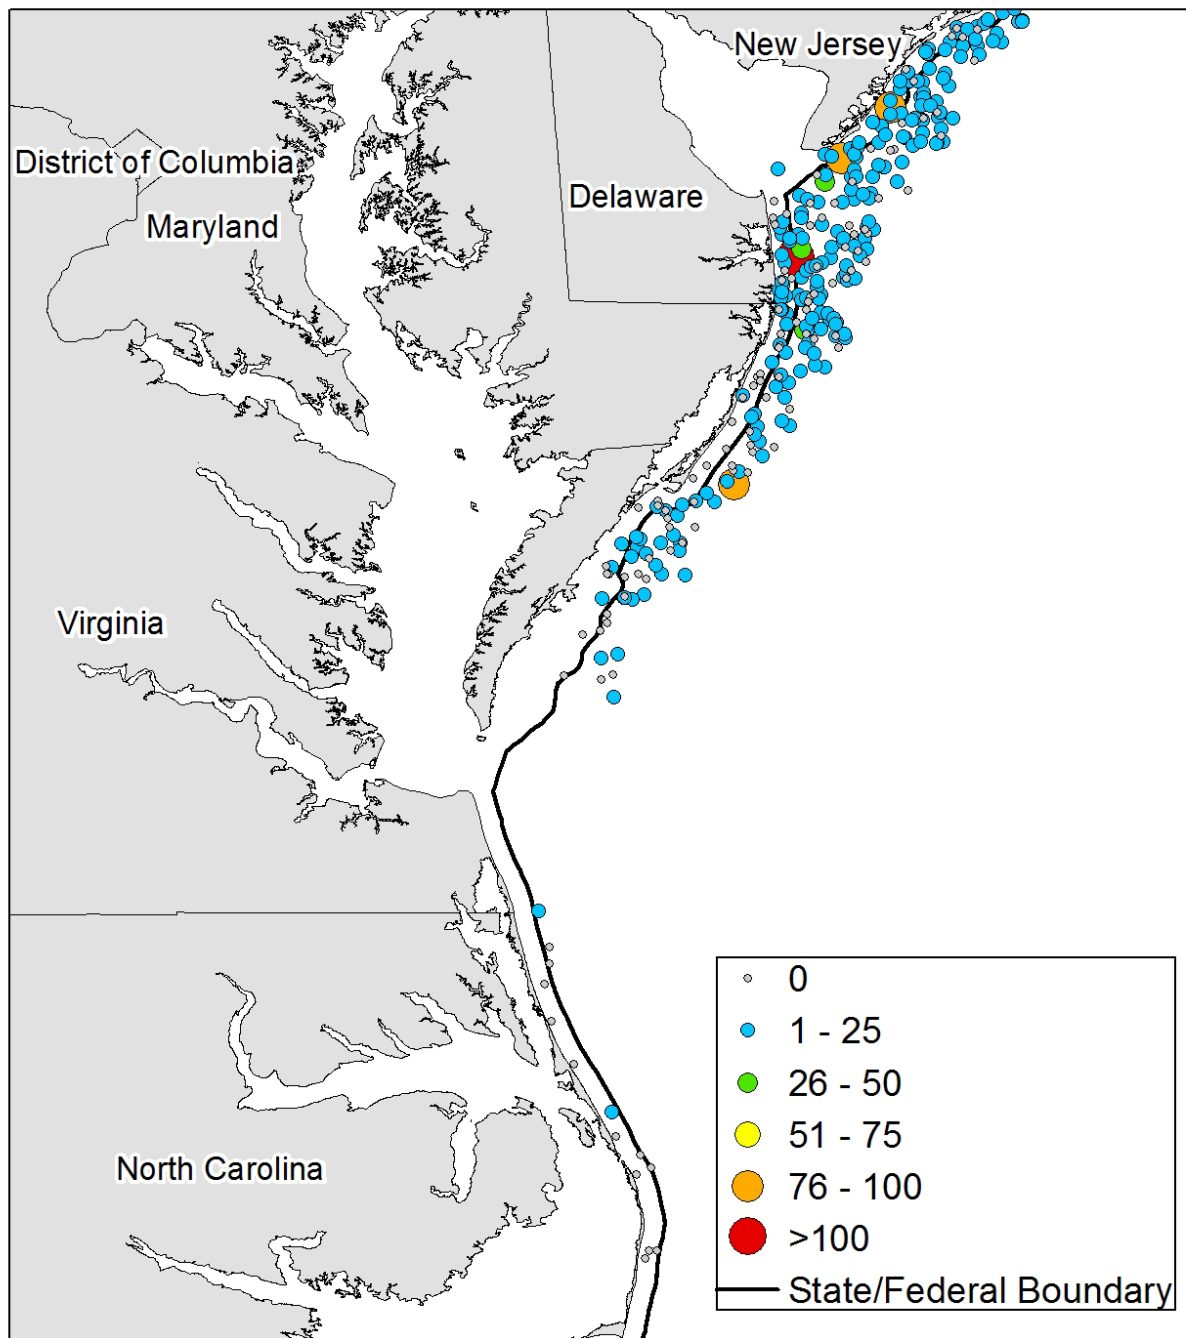 New Jersey
District of Columbia
Delaware
Maryland
Virginia
North Carolina
0
1 - 25
26 - 50
51 - 75
76 - 100
>100
State/Federal Boundary